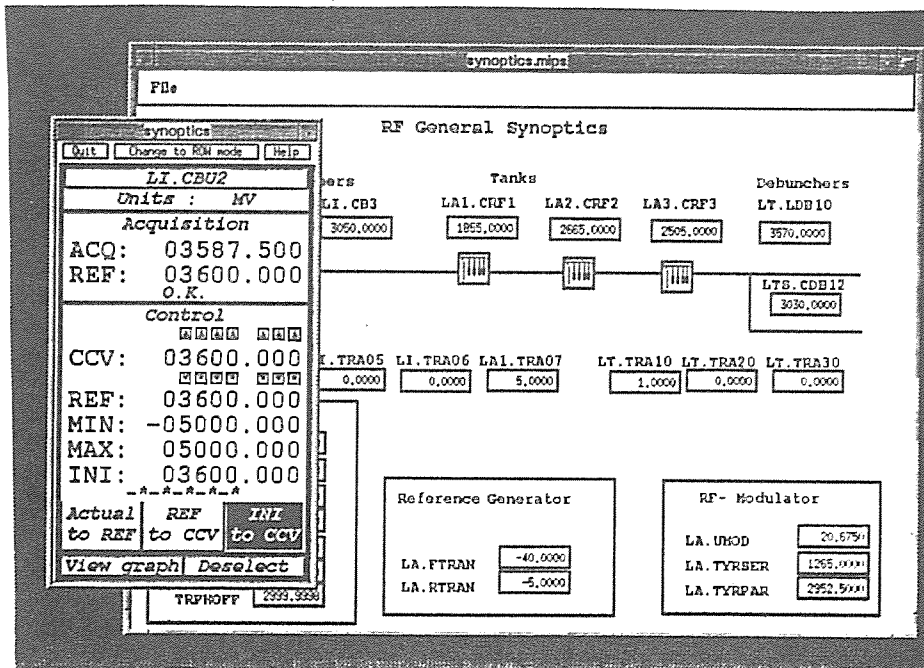 synoptics.mips
File
RF General Synoptics
synoptics
Quit Change to ROW mode Help
LI.CBU2
Units : MV
Acquisition
ACQ: 03587.500
REF: 03600.000
O.K.
Control
CCV: 03600.000
REF: 03600.000
MIN: -05000.000
MAX: 05000.000
INI: 03600.000
_*_*_*_*_*
Actual to REF
REF to CCV
INI to CCV
View graph Deselect
Tanks
Debunchers
LI.CB3 LA1.CRF1 LA2.CRF2 LA3.CRF3 LT.LDB10
3050.0000 1855.0000 2665.0000 2505.0000 3570.0000
LTS.CDB12
3030.0000
.TRA05 LI.TRA06 LA1.TRA07 LT.TRA10 LT.TRA20 LT.TRA30
0.0000 0.0000 5.0000 1.0000 0.0000 0.0000
Reference Generator
LA.FTRAN -40.0000
LA.RTRAN -5.0000
RF- Modulator
LA.UMOD 20.6750
LA.TYRSER 1265.0000
LA.TYRPAR 2952.5000
TRPHOFF 2999.9998